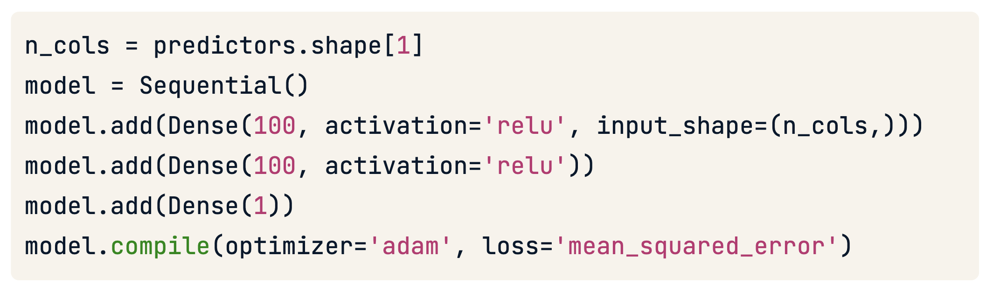 n_cols = predictors.shape[1]
model = Sequential()
model.add(Dense(100, activation='relu', input_shape=(n_cols,)))
model.add(Dense(100, activation='relu'))
model.add(Dense(1))
model.compile(optimizer='adam', loss='mean_squared_error')